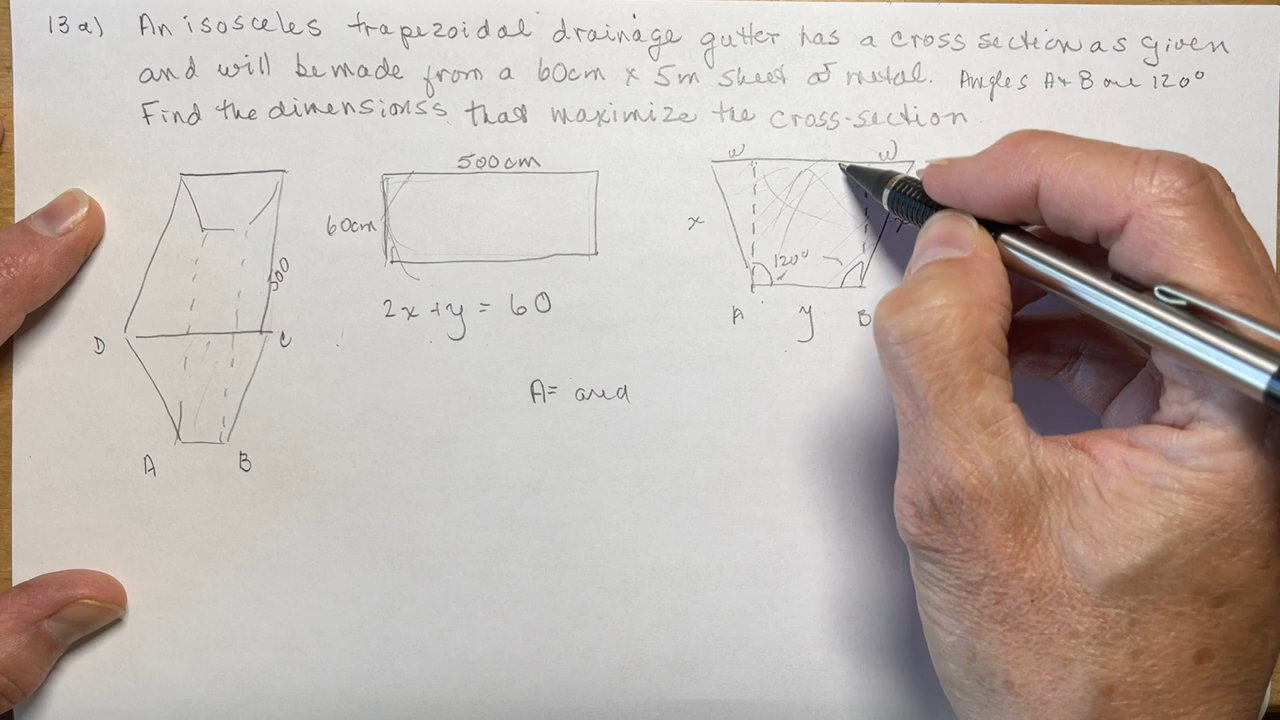 13 a) An isosceles trapezoidal drainage gutter has a cross section as given
and will be made from a 60cm x 5m sheet of metal. Angles A + B are 120°
Find the dimensionss that maximize the cross-section.
500cm
w w
60cm
x
500
120°
2x + y = 60
A y B
D C
A = area
A B